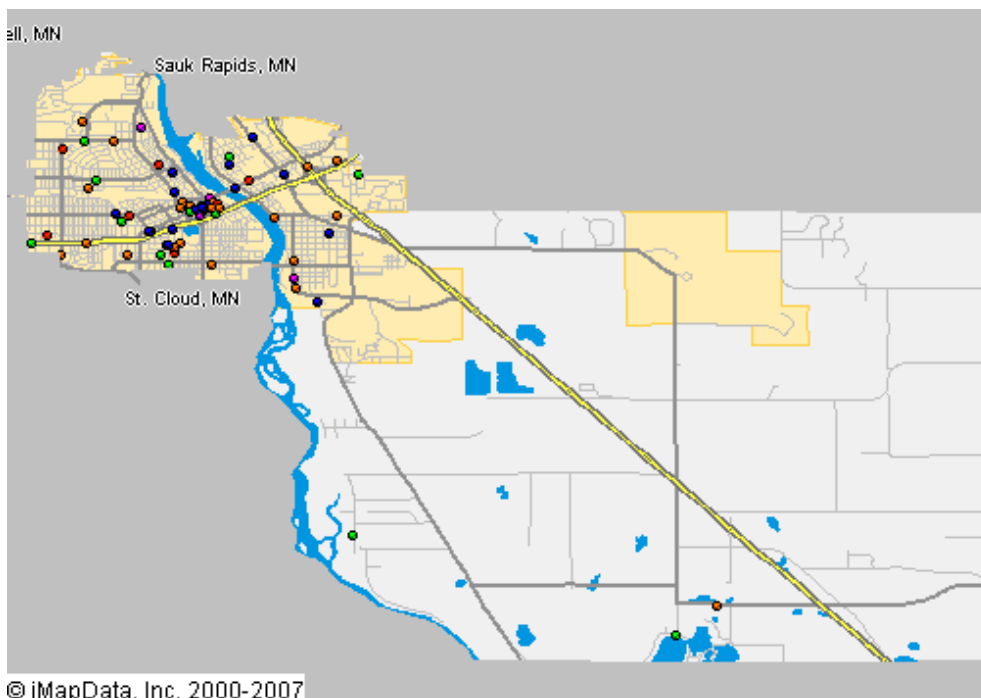 ell, MN
Sauk Rapids, MN
St. Cloud, MN
© iMapData, Inc. 2000-2007